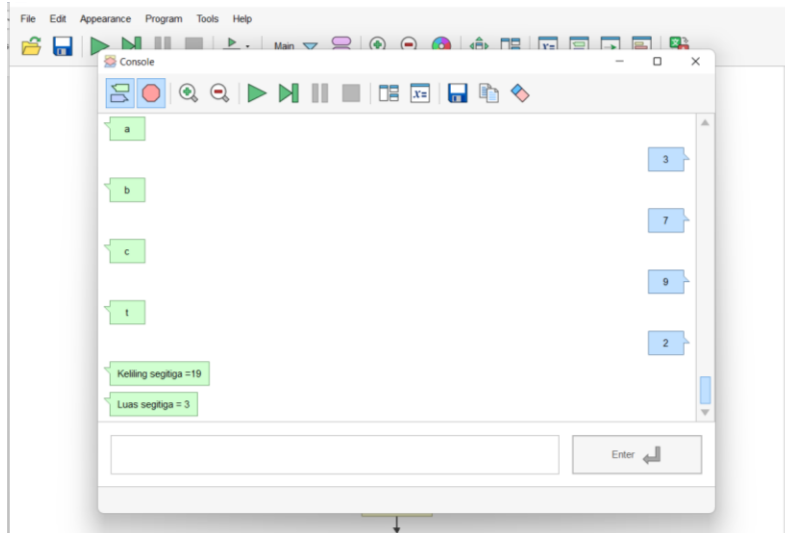 File Edit Appearance Program Tools Help
Main
Console
a
3
b
7
c
9
t
2
Keliling segitiga =19
Luas segitiga = 3
Enter